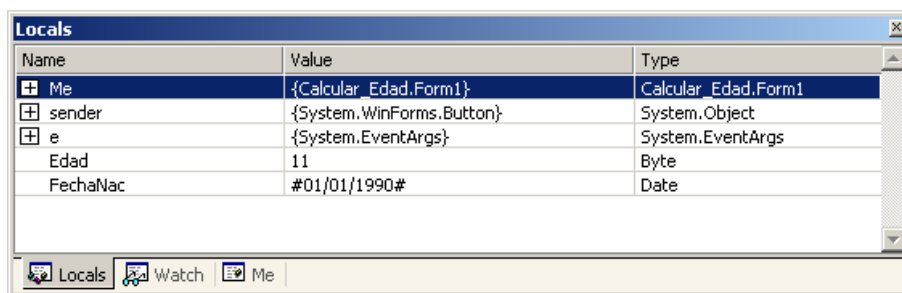 Locals
Name Value Type
Me {Calcular_Edad.Form1} Calcular_Edad.Form1
sender {System.WinForms.Button} System.Object
e {System.EventArgs} System.EventArgs
Edad 11 Byte
FechaNac #01/01/1990# Date
Locals Watch Me